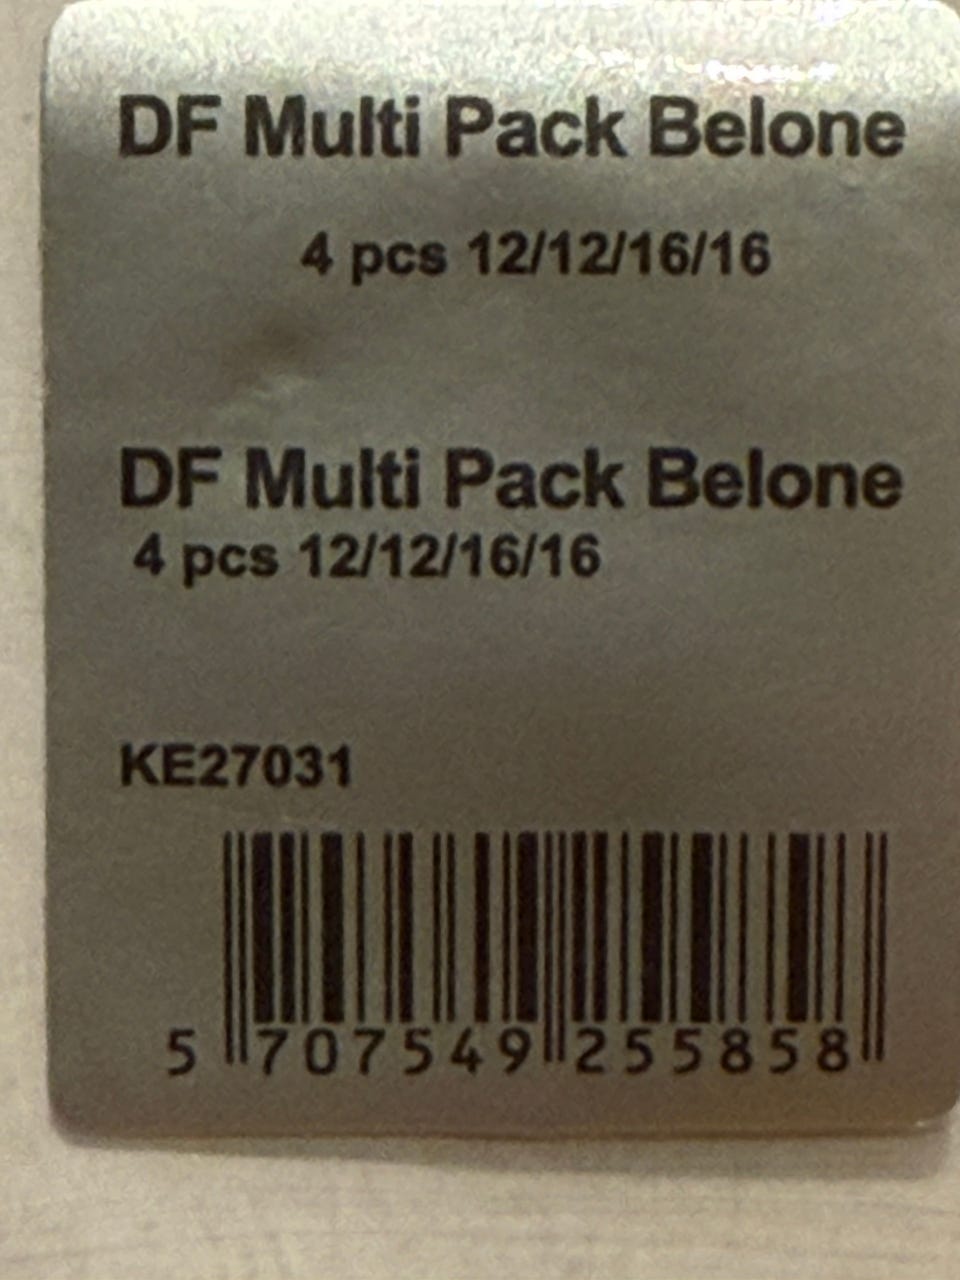 DF Multi Pack Belone
4 pcs 12/12/16/16
DF Multi Pack Belone
4 pcs 12/12/16/16
KE27031
5 707549 255858